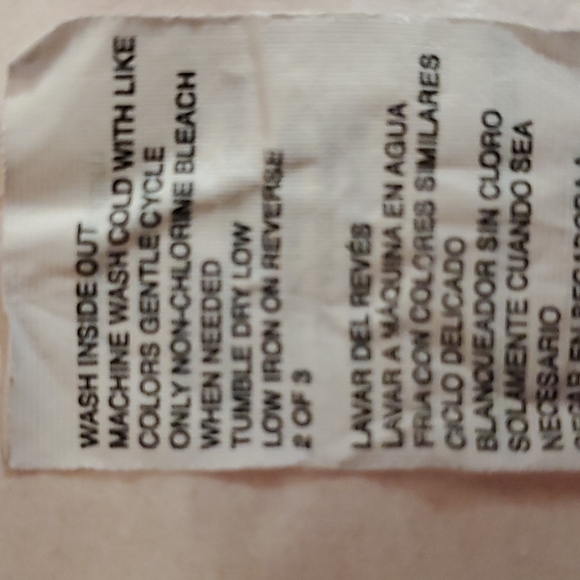 WASH INSIDE OUT
MACHINE WASH COLD WITH LIKE
COLORS GENTLE CYCLE
ONLY NON-CHLORINE BLEACH
WHEN NEEDED
TUMBLE DRY LOW
LOW IRON ON REVERSE
2 OF 3
LAVAR DEL REVÉS
LAVAR A MÁQUINA EN AGUA
FRIA CON COLORES SIMILARES
CICLO DELICADO
BLANQUEADOR SIN CLORO
SOLAMENTE CUANDO SEA
NECESARIO